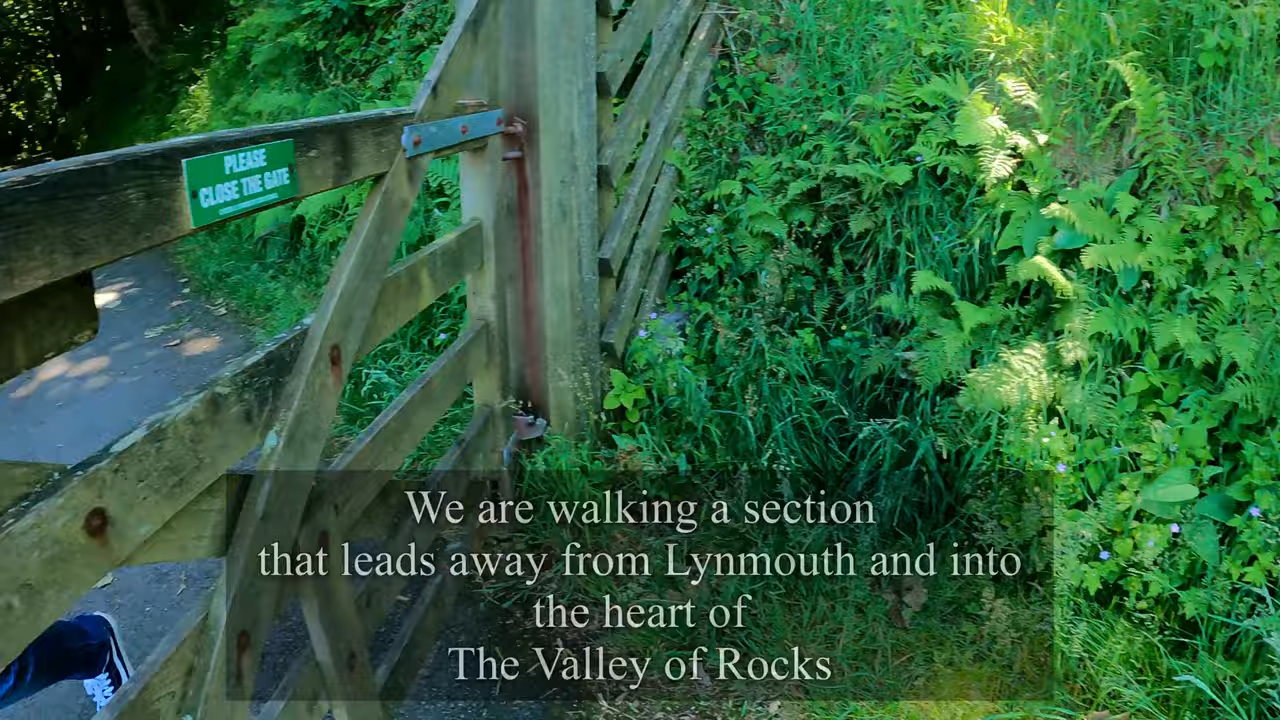 PLEASE
CLOSE THE GATE
We are walking a section
that leads away from Lynmouth and into
the heart of
The Valley of Rocks